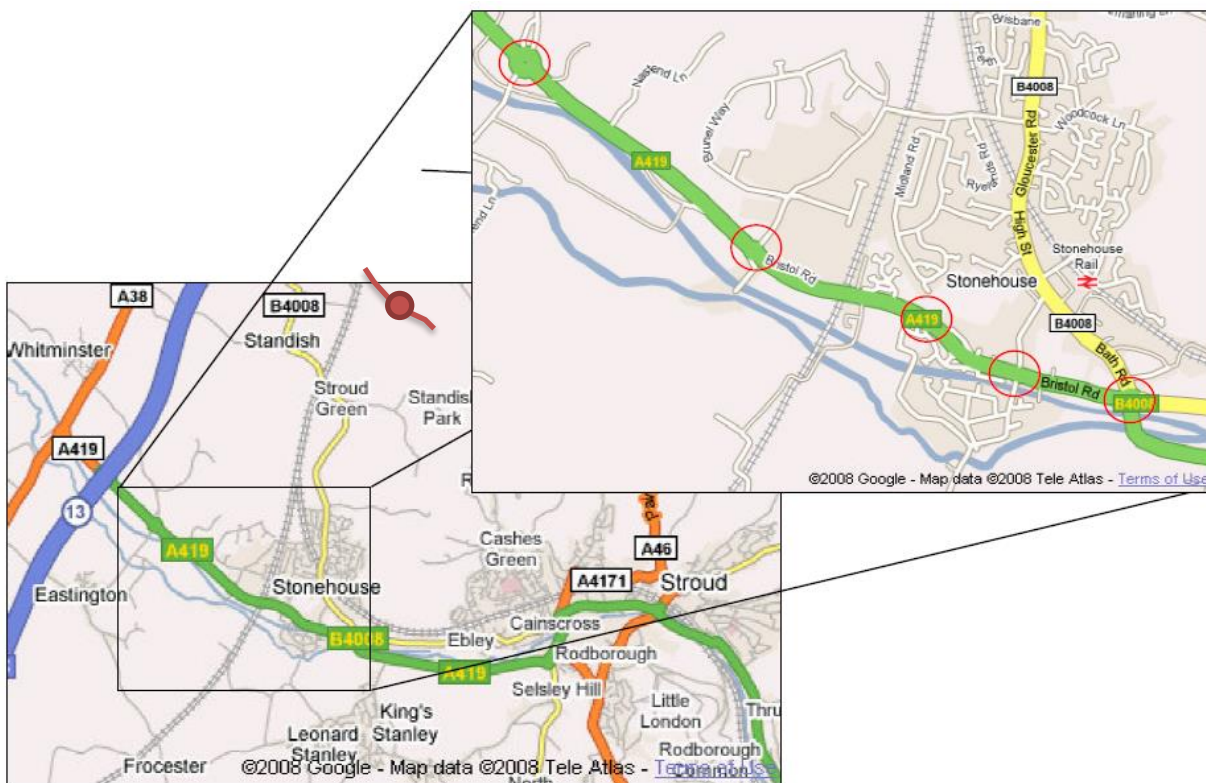 Brisbane
Nastend Ln
Brunel Way
B4008
Woodcock Ln
A419
Midland Rd
Gloucester Rd
High St
Bristol Rd
Stonehouse
Rail
Stonehouse
A419
B4008
Bath Rd
Bristol Rd
B4008
©2008 Google - Map data ©2008 Tele Atlas - Terms of Use
A38
B4008
Whitminster
Standish
Stroud
Green
Standish
Park
A419
13
A419
Cashes
Green
A46
A4171
Stroud
Eastington
Stonehouse
Cainscross
B4008
Ebley
Rodborough
A419
Selsley Hill
Little
London
King's
Stanley
Leonard
Stanley
Rodborough
Common
Frocester
©2008 Google - Map data ©2008 Tele Atlas - Terms of Use